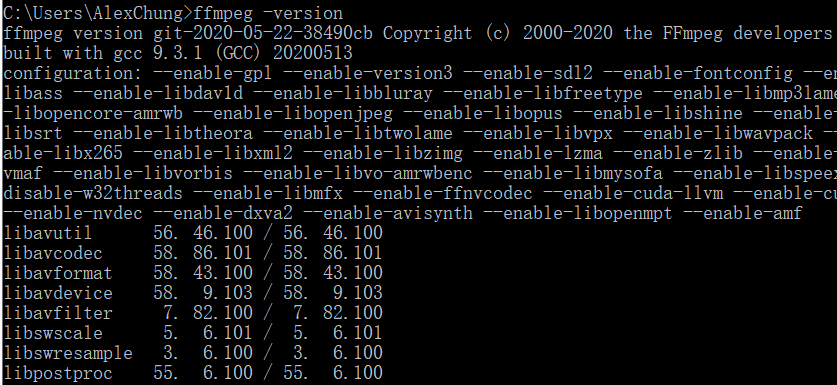 C:\Users\AlexChung>ffmpeg -version
ffmpeg version git-2020-05-22-38490cb Copyright (c) 2000-2020 the FFmpeg developers
built with gcc 9.3.1 (GCC) 20200513
configuration: --enable-gpl --enable-version3 --enable-sdl2 --enable-fontconfig --en
libass --enable-libdav1d --enable-libbluray --enable-libfreetype --enable-libmp3lame
-libopencore-amrwb --enable-libopenjpeg --enable-libopus --enable-libshine --enable-
libsrt --enable-libtheora --enable-libtwolame --enable-libvpx --enable-libwavpack --
able-libx265 --enable-libxml2 --enable-libzimg --enable-lzma --enable-zlib --enable-
vmaf --enable-libvorbis --enable-libvo-amrwbenc --enable-libmysofa --enable-libspeex
disable-w32threads --enable-libmfx --enable-ffnvcodec --enable-cuda-llvm --enable-cu
--enable-nvdec --enable-dxva2 --enable-avisynth --enable-libopenmpt --enable-amf
libavutil 56. 46.100 / 56. 46.100
libavcodec 58. 86.101 / 58. 86.101
libavformat 58. 43.100 / 58. 43.100
libavdevice 58. 9.103 / 58. 9.103
libavfilter 7. 82.100 / 7. 82.100
libswscale 5. 6.101 / 5. 6.101
libswresample 3. 6.100 / 3. 6.100
libpostproc 55. 6.100 / 55. 6.100